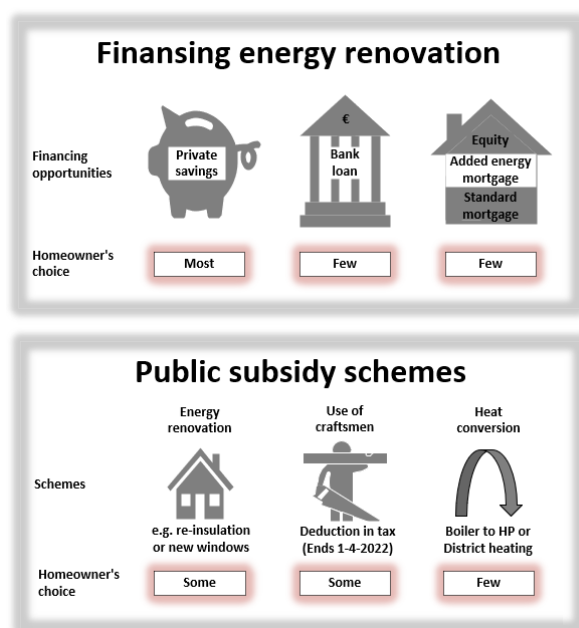 Finansing energy renovation
Financing
opportunities
Private
savings
€
Bank
loan
Equity
Added energy
mortgage
Standard
mortgage
Homeowner's
choice
Most
Few
Few
Public subsidy schemes
Energy
renovation
Use of
craftsmen
Heat
conversion
Schemes
e.g. re-insulation
or new windows
Deduction in tax
(Ends 1-4-2022)
Boiler to HP or
District heating
Homeowner's
choice
Some
Some
Few